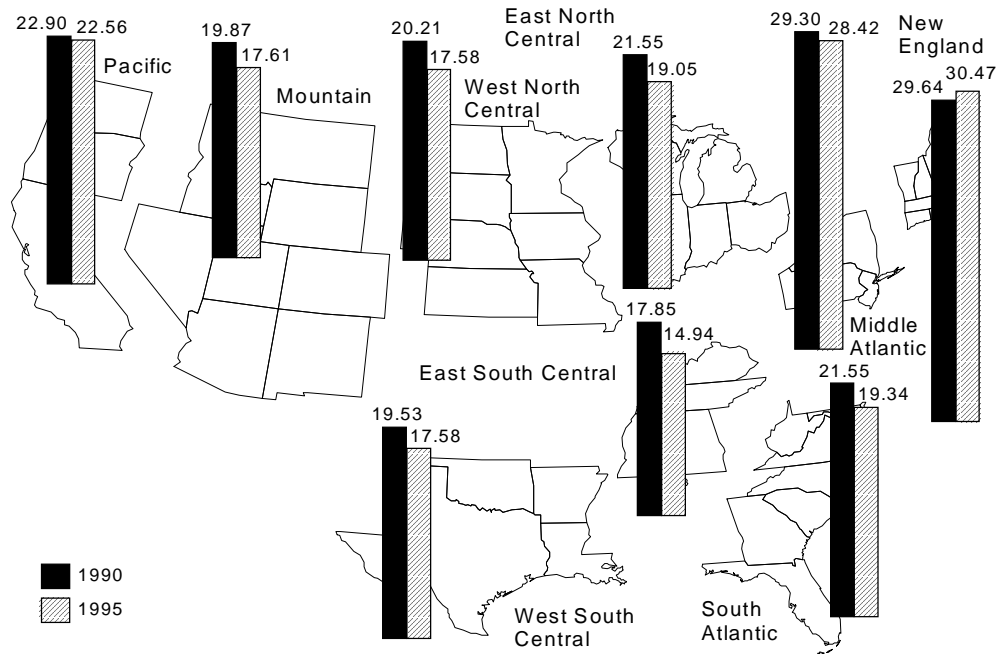 22.90
22.56
Pacific
19.87
17.61
Mountain
20.21
17.58
West North
Central
East North
Central
21.55
19.05
29.30
28.42
Middle
Atlantic
New
England
29.64
30.47
17.85
14.94
East South Central
21.55
19.34
South
Atlantic
19.53
17.58
West South
Central
1990
1995